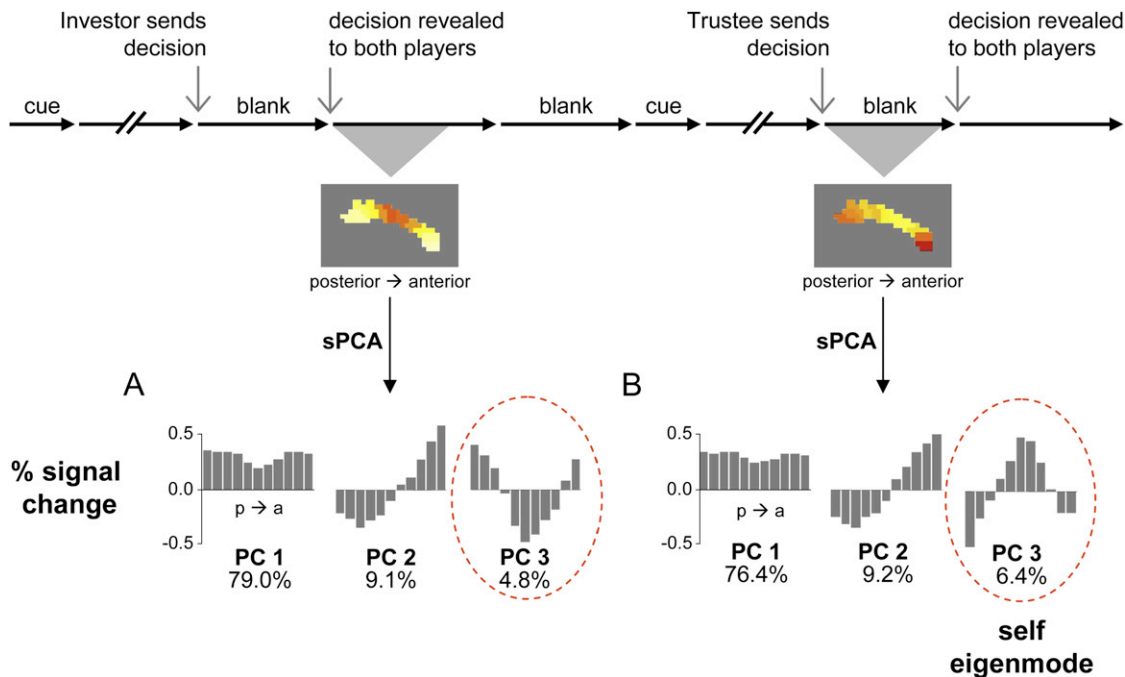 Investor sends
decision
decision revealed
to both players
Trustee sends
decision
decision revealed
to both players
cue
blank
blank
cue
blank
posterior → anterior
posterior → anterior
sPCA
sPCA
A
B
% signal
change
0.5
0.0
-0.5
p → a
PC 1
79.0%
PC 2
9.1%
PC 3
4.8%
0.5
0.0
-0.5
p → a
PC 1
76.4%
PC 2
9.2%
PC 3
6.4%
self
eigenmode